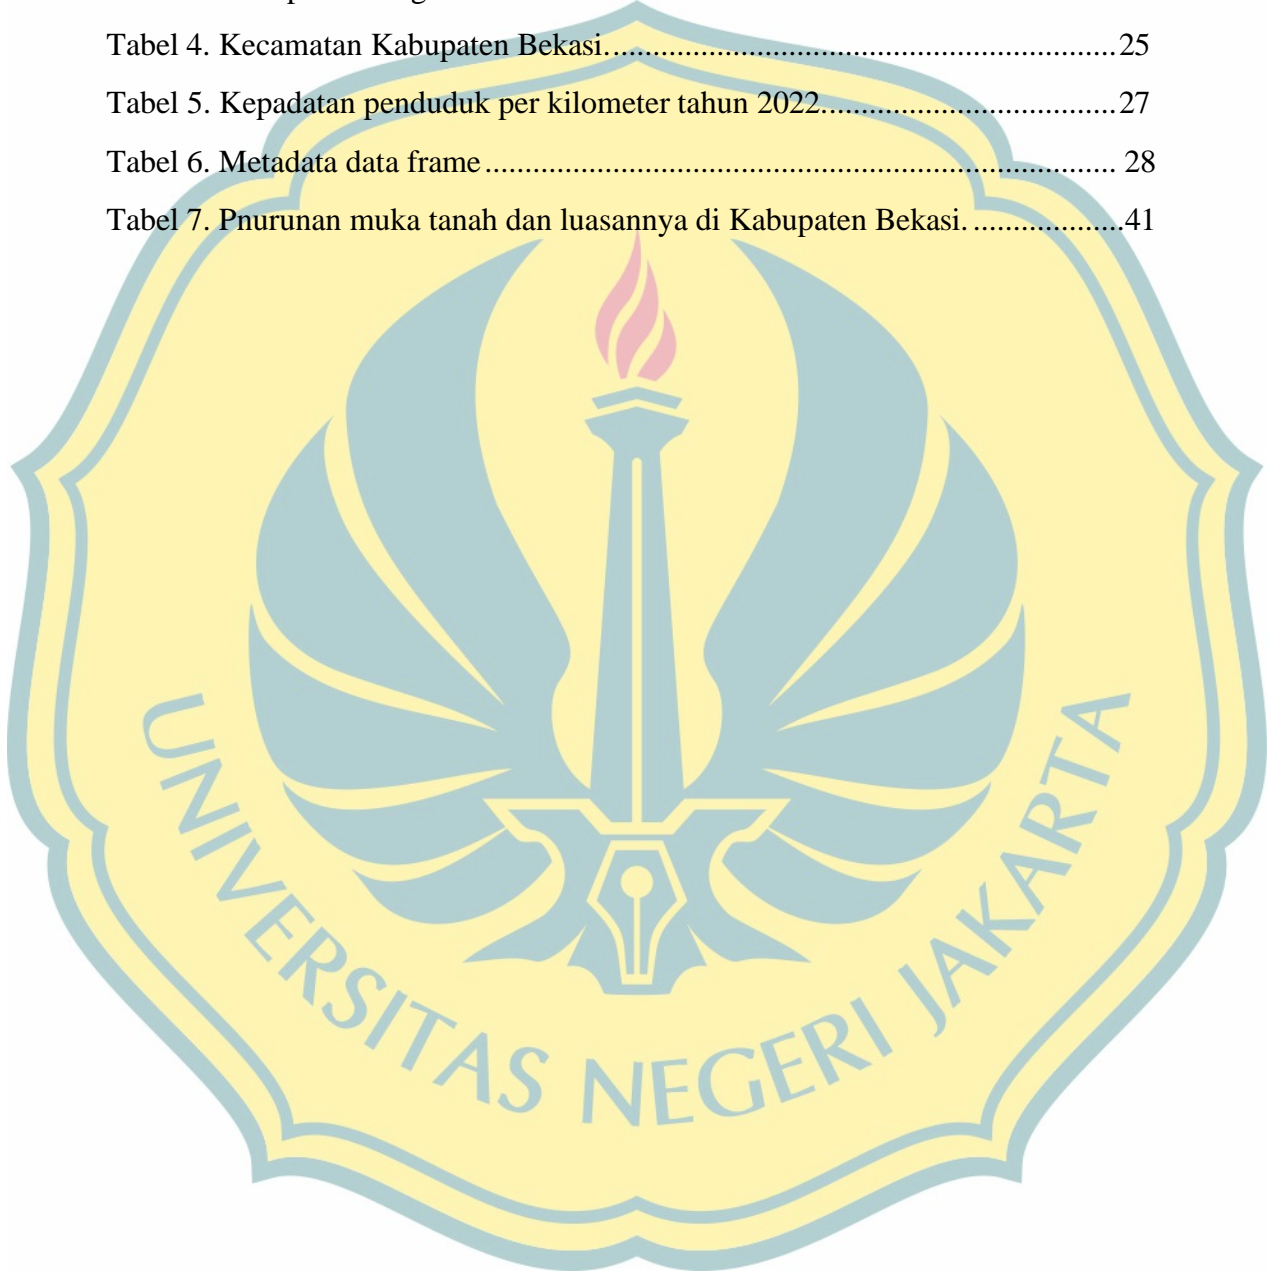 Tabel 4. Kecamatan Kabupaten Bekasi................................................................25
Tabel 5. Kepadatan penduduk per kilometer tahun 2022.....................................27
Tabel 6. Metadata data frame............................................................................... 28
Tabel 7. Pnurunan muka tanah dan luasannya di Kabupaten Bekasi. ...................41
UNIVERSITAS NEGERI JAKARTA